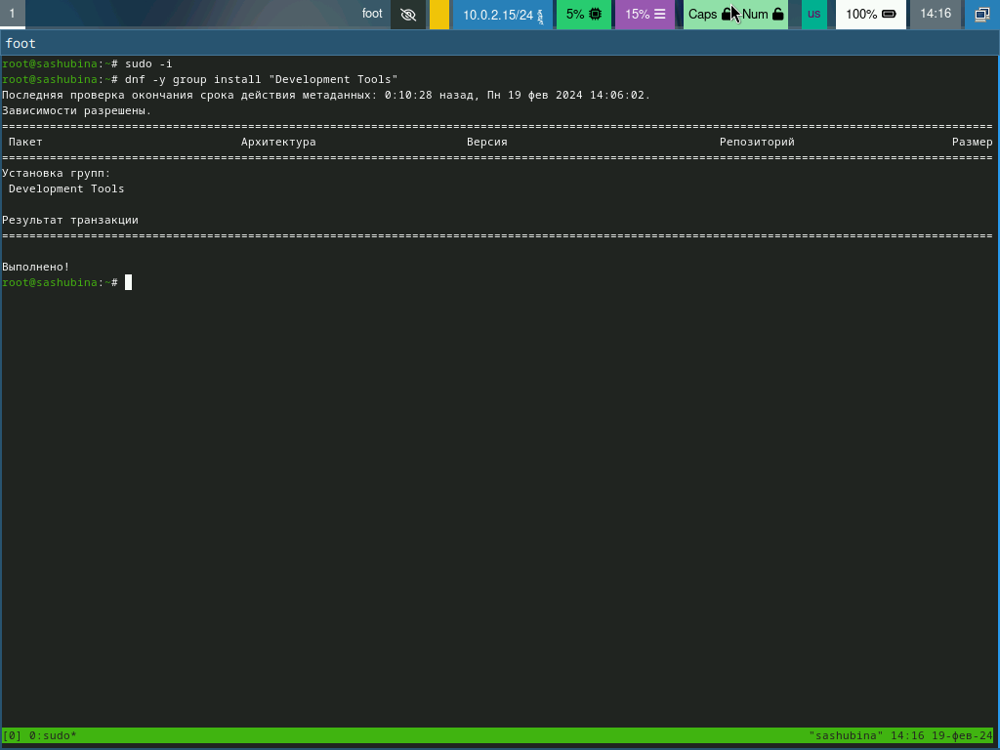 1 foot 10.0.2.15/24 5% 15% Caps Num us 100% 14:16
foot
root@sashubina:~# sudo -i
root@sashubina:~# dnf -y group install "Development Tools"
Последняя проверка окончания срока действия метаданных: 0:10:28 назад, Пн 19 фев 2024 14:06:02.
Зависимости разрешены.
================================================================================
Пакет Архитектура Версия Репозиторий Размер
================================================================================
Установка групп:
Development Tools
Результат транзакции
================================================================================
Выполнено!
root@sashubina:~#
[0] 0:sudo* "sashubina" 14:16 19-фев-24